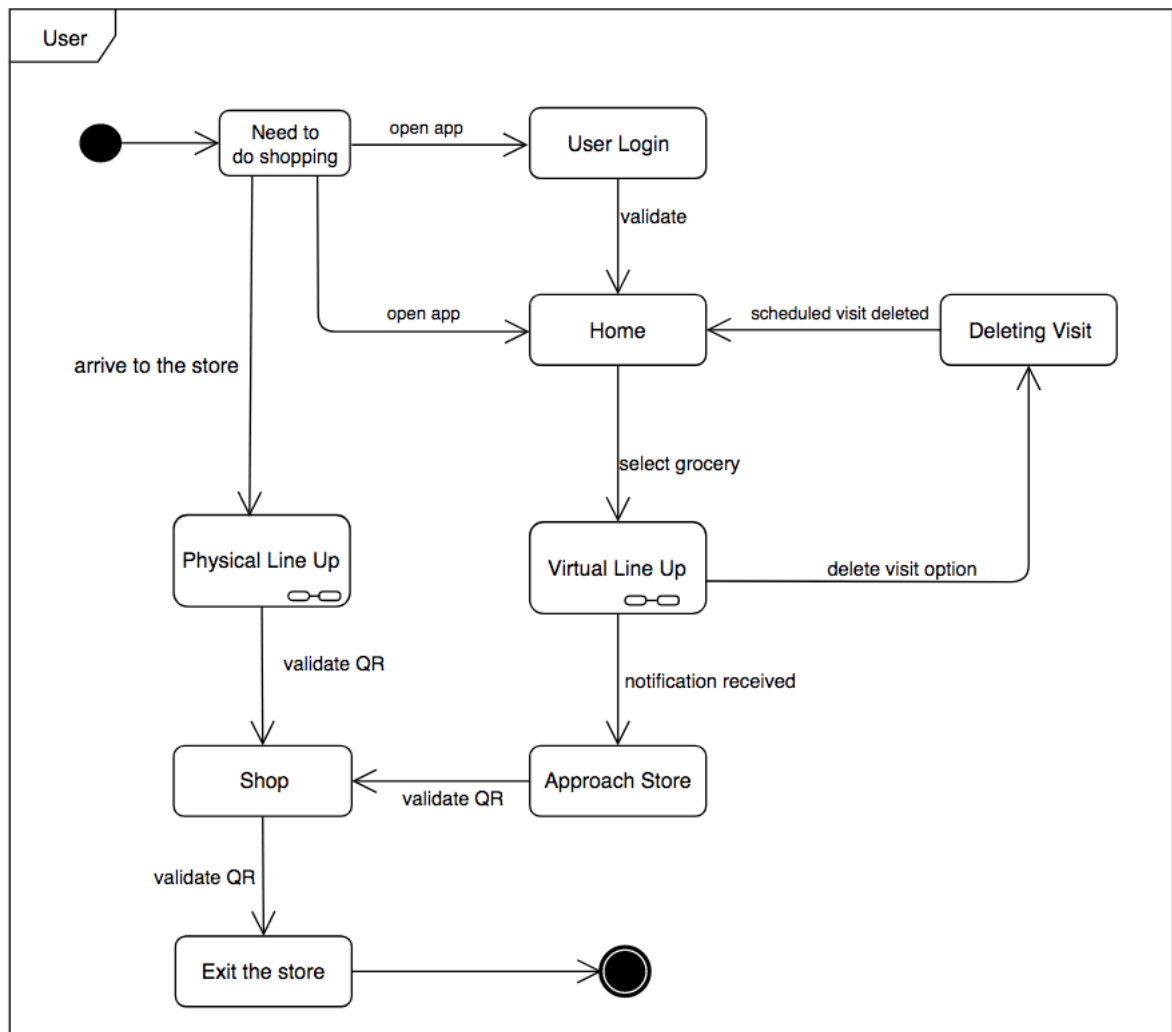 User
Need to
do shopping
open app
User Login
validate
open app
Home
scheduled visit deleted
Deleting Visit
arrive to the store
select grocery
Physical Line Up
Virtual Line Up
delete visit option
validate QR
notification received
Shop
validate QR
Approach Store
validate QR
Exit the store